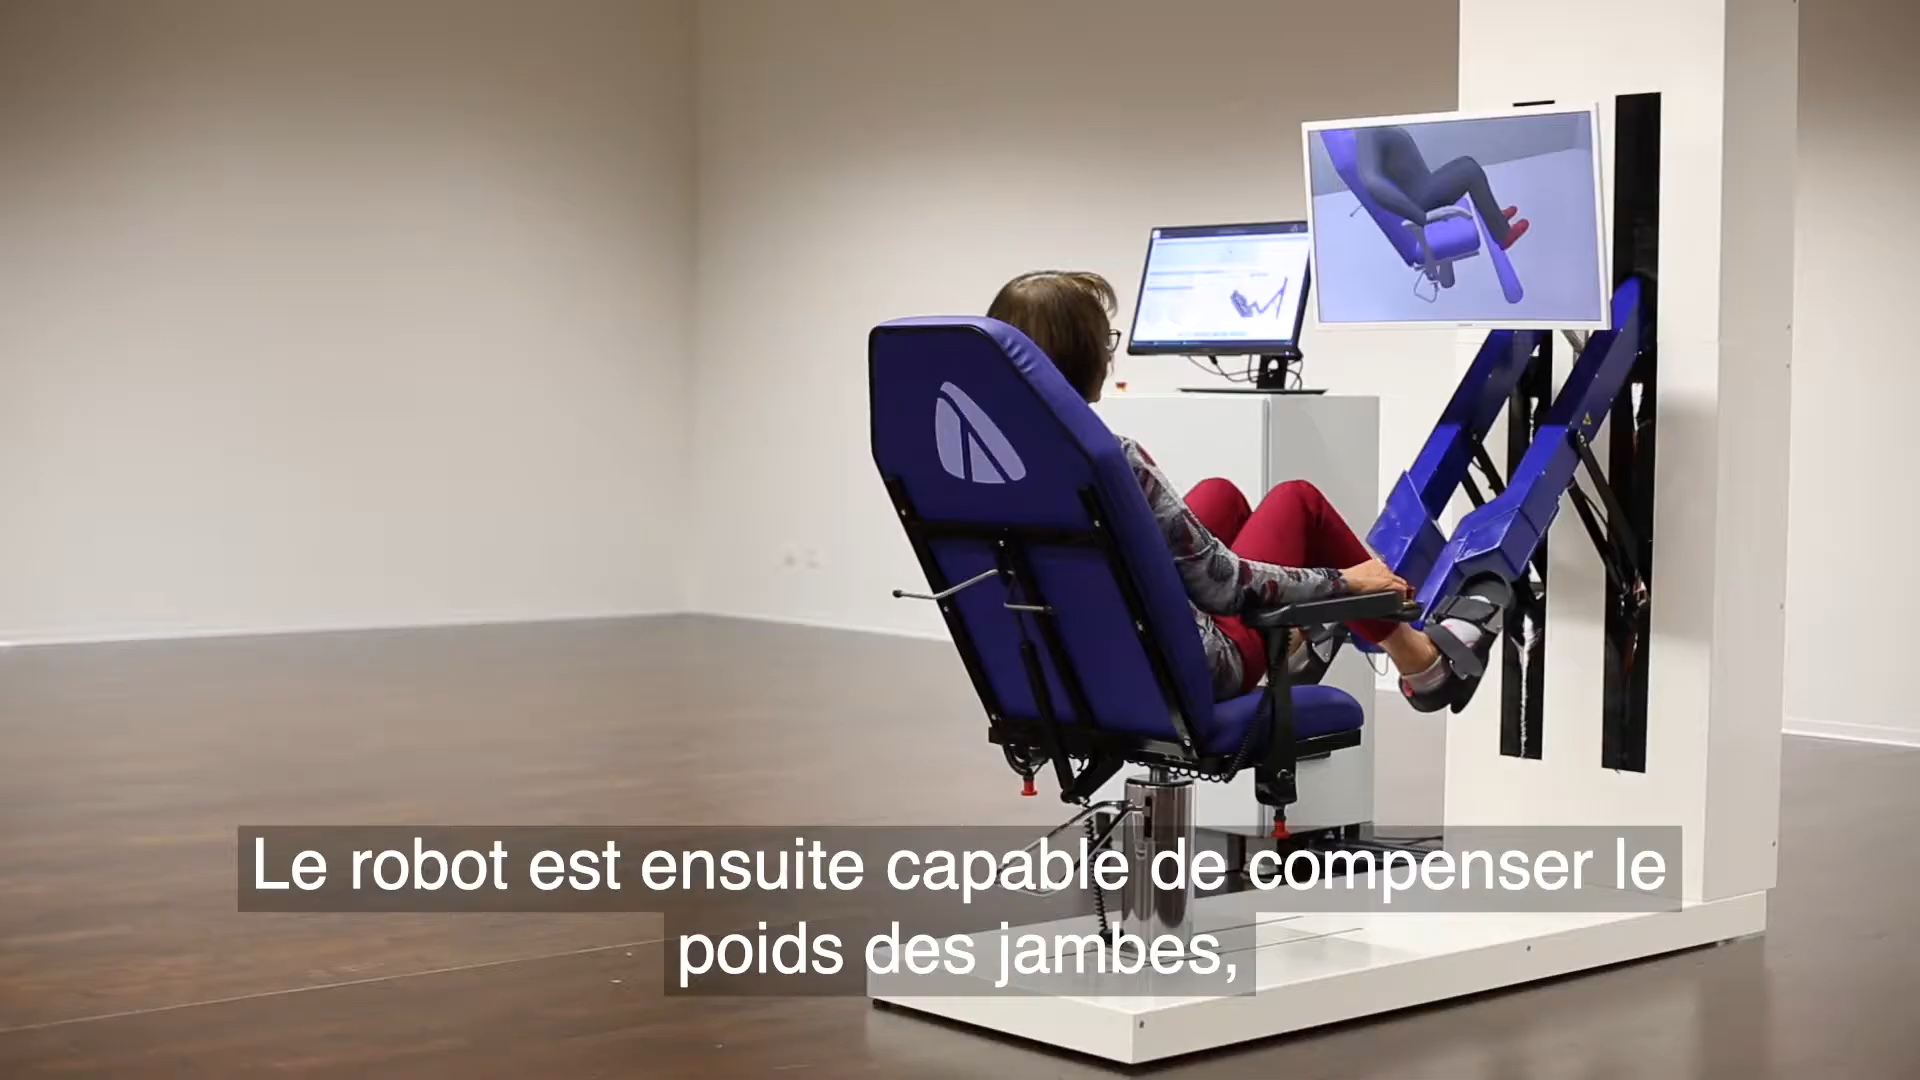 Le robot est ensuite capable de compenser le
poids des jambes,